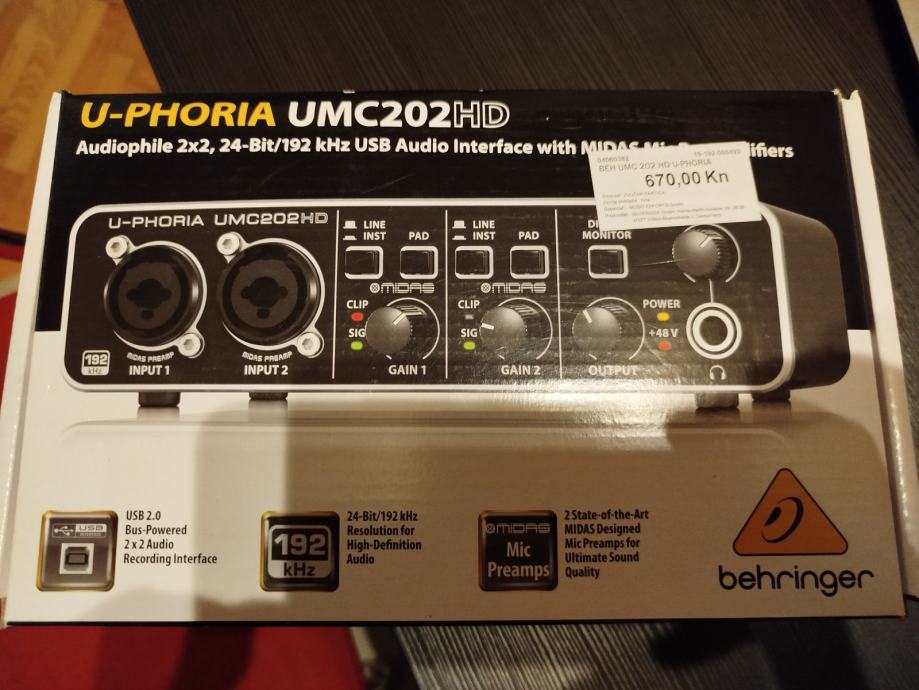 U-PHORIA UMC202HD
Audiophile 2x2, 24-Bit/192 kHz USB Audio Interface with MIDAS
04060382
BEH UMC 202 HD U-PHORIA
670,00 Kn
U-PHORIA UMC202HD
LINE
INST
PAD
LINE
INST
PAD
MONITOR
MIDAS
MIDAS
CLIP
SIG
CLIP
SIG
POWER
+48 V
192
kHz
MIDAS PREAMP
INPUT 1
MIDAS PREAMP
INPUT 2
GAIN 1
GAIN 2
OUTPUT
USB
USB 2.0
Bus-Powered
2 x 2 Audio
Recording Interface
192
kHz
24-Bit/192 kHz
Resolution for
High-Definition
Audio
MIDAS
Mic
Preamps
2 State-of-the-Art
MIDAS Designed
Mic Preamps for
Ultimate Sound
Quality
behringer